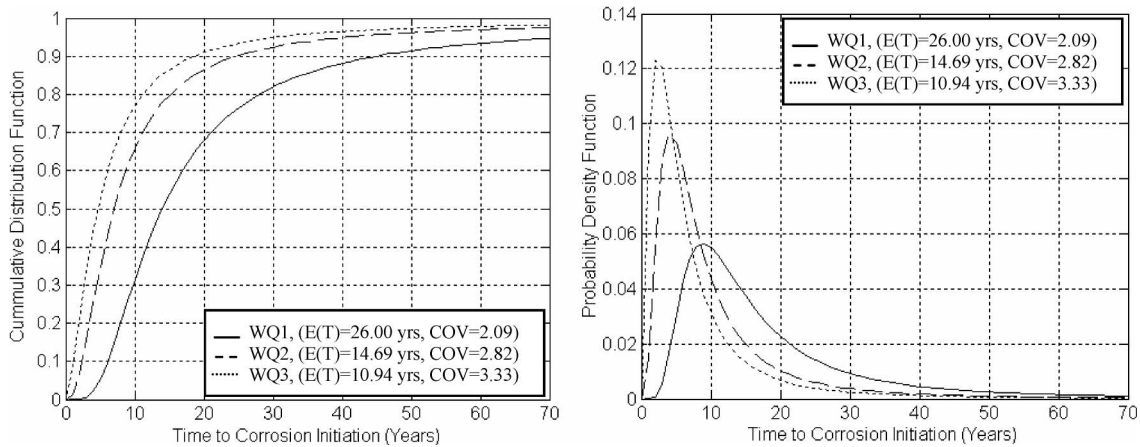 Cummulative Distribution Function
1
0.9
0.8
0.7
0.6
0.5
0.4
0.3
0.2
0.1
0
WQ1, (E(T)=26.00 yrs, COV=2.09)
WQ2, (E(T)=14.69 yrs, COV=2.82)
WQ3, (E(T)=10.94 yrs, COV=3.33)
0 10 20 30 40 50 60 70
Time to Corrosion Initiation (Years)
Probability Density Function
0.14
0.12
0.1
0.08
0.06
0.04
0.02
0
WQ1, (E(T)=26.00 yrs, COV=2.09)
WQ2, (E(T)=14.69 yrs, COV=2.82)
WQ3, (E(T)=10.94 yrs, COV=3.33)
0 10 20 30 40 50 60 70
Time to Corrosion Initiation (Years)